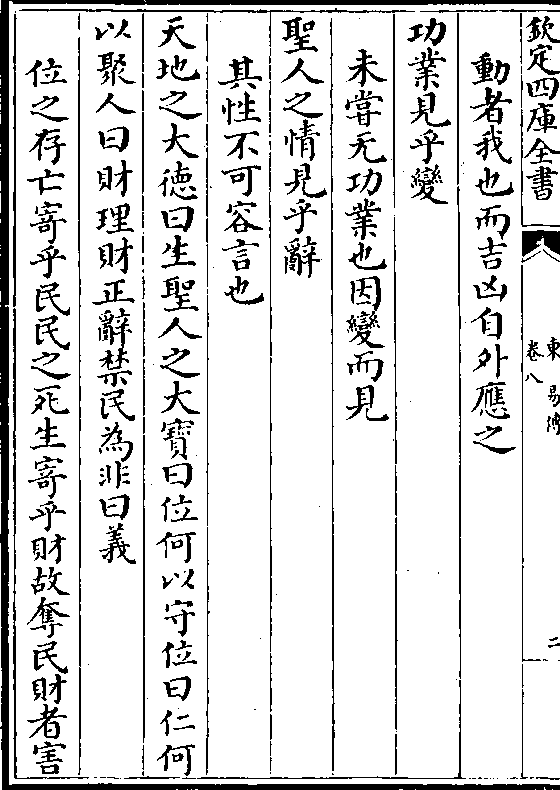 欽定四庫全書
東 易傳
卷八
二
動者我也而吉凶自外應之
功業見乎變
未嘗无功業也因變而見
聖人之情見乎辭
其性不可容言也
天地之大德曰生聖人之大寶曰位何以守位曰仁何
以聚人曰財理財正辭禁民為非曰義
位之存亡寄乎民民之死生寄乎財故奪民財者害